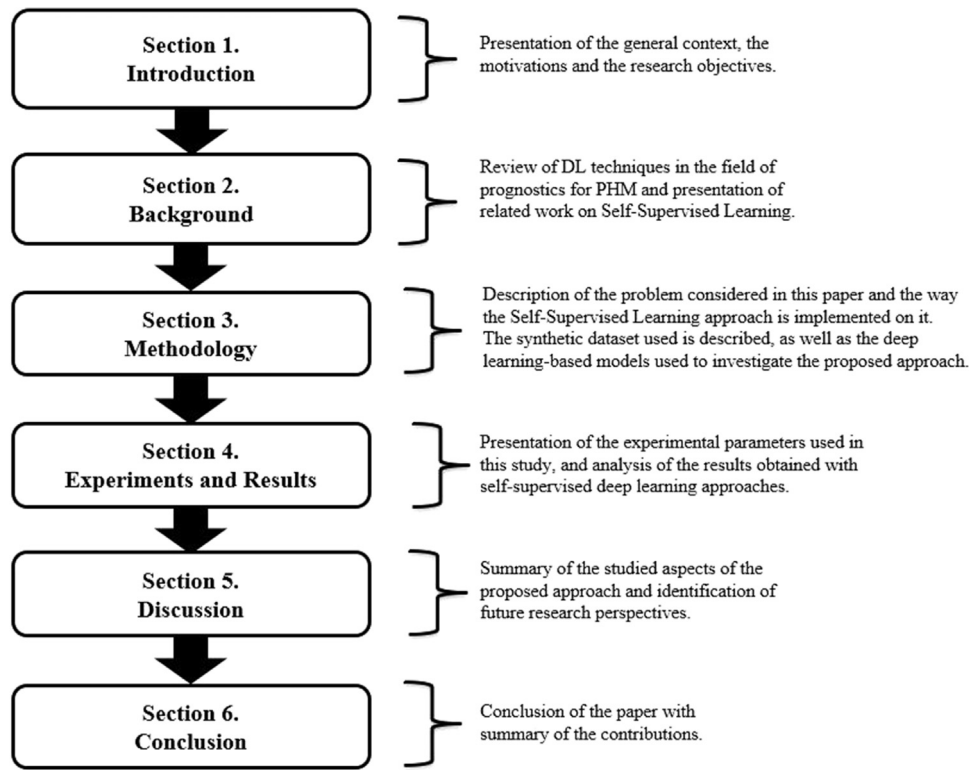 Section 1.
Introduction
Presentation of the general context, the
motivations and the research objectives.
Section 2.
Background
Review of DL techniques in the field of
prognostics for PHM and presentation of
related work on Self-Supervised Learning.
Section 3.
Methodology
Description of the problem considered in this paper and the way
the Self-Supervised Learning approach is implemented on it.
The synthetic dataset used is described, as well as the deep
learning-based models used to investigate the proposed approach.
Section 4.
Experiments and Results
Presentation of the experimental parameters used in
this study, and analysis of the results obtained with
self-supervised deep learning approaches.
Section 5.
Discussion
Summary of the studied aspects of the
proposed approach and identification of
future research perspectives.
Section 6.
Conclusion
Conclusion of the paper with
summary of the contributions.